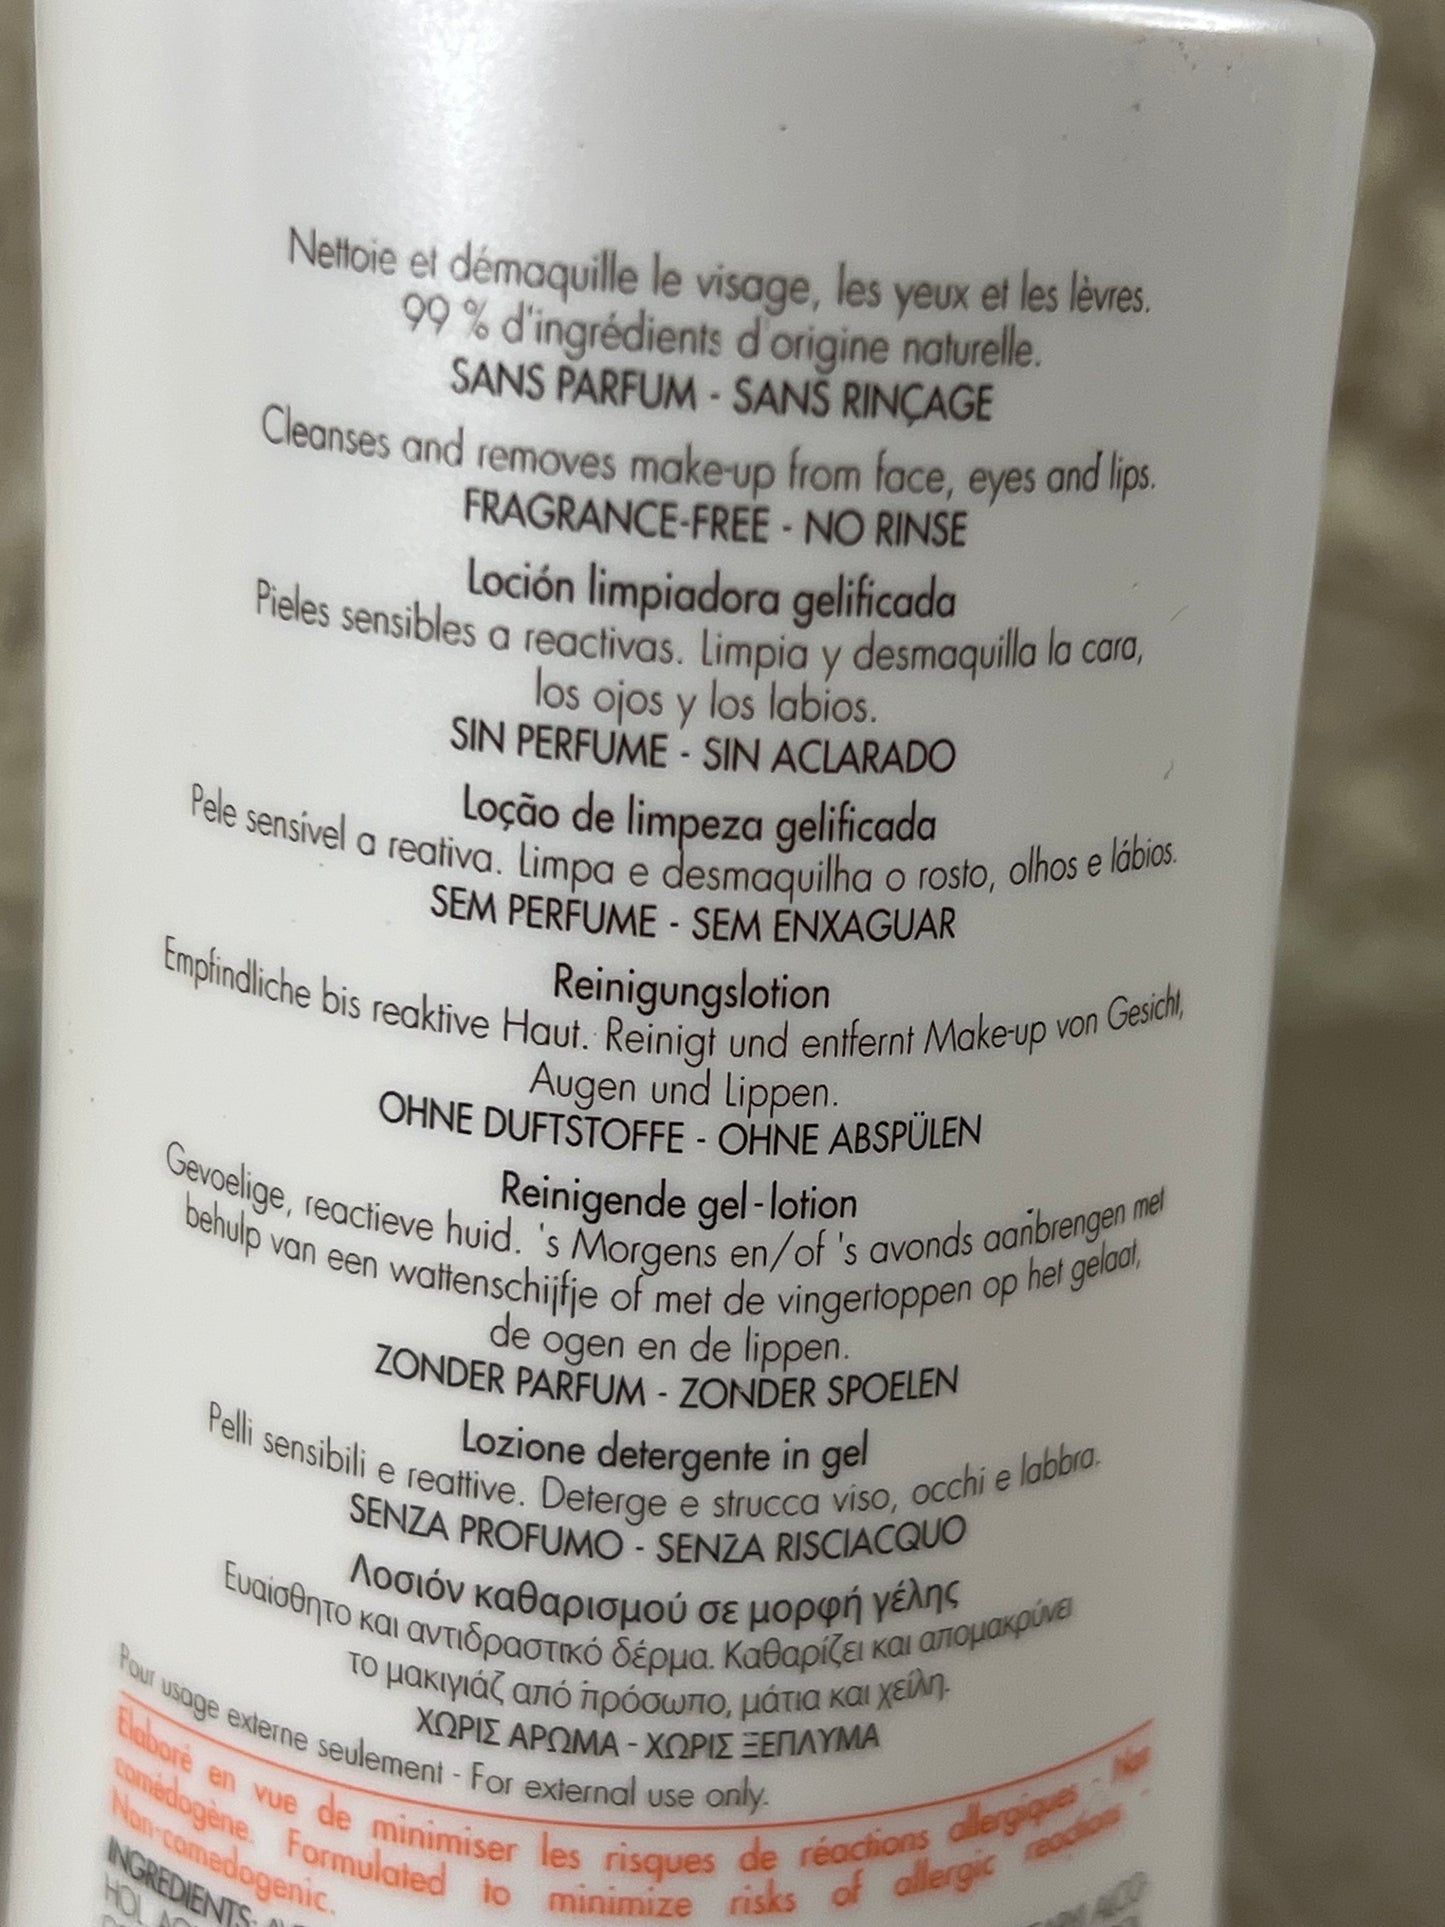 Nettoie et démaquille le visage, les yeux et les lèvres.
99 % d'ingrédients d'origine naturelle.
SANS PARFUM - SANS RINÇAGE
Cleanses and removes make-up from face, eyes and lips.
FRAGRANCE-FREE - NO RINSE
Loción limpiadora gelificada
Pieles sensibles a reactivas. Limpia y desmaquilla la cara,
los ojos y los labios.
SIN PERFUME - SIN ACLARADO
Loção de limpeza gelificada
Pele sensível a reativa. Limpa e desmaquilha o rosto, olhos e lábios.
SEM PERFUME - SEM ENXAGUAR
Reinigungslotion
Empfindliche bis reaktive Haut. Reinigt und entfernt Make-up von Gesicht,
Augen und Lippen.
OHNE DUFTSTOFFE - OHNE ABSPÜLEN
Reinigende gel-lotion
Gevoelige, reactieve huid. 's Morgens en/of 's avonds aanbrengen met
behulp van een wattenschijfje of met de vingertoppen op het gelaat,
de ogen en de lippen.
ZONDER PARFUM - ZONDER SPOELEN
Lozione detergente in gel
Pelli sensibili e reattive. Deterge e strucca viso, occhi e labbra.
SENZA PROFUMO - SENZA RISCIACQUO
Λοσιόν καθαρισμού σε μορφή γέλης
Ευαίσθητο και αντιδραστικό δέρμα. Καθαρίζει και απομακρύνει
το μακιγιάζ από πρόσωπο, μάτια και χείλη.
ΧΩΡΙΣ ΑΡΩΜΑ - ΧΩΡΙΣ ΞΕΠΛΥΜΑ
Pour usage externe seulement - For external use only.
Elaboré en vue de minimiser les risques de réactions allergiques - Non
comédogène. Formulated to minimize risks of allergic reactions -
Non-comedogenic.
INGREDIENTS:
HOL